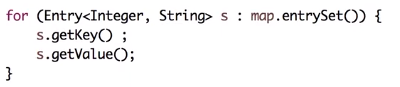 for (Entry<Integer, String> s : map.entrySet()) {
    s.getKey() ;
    s.getValue();
}